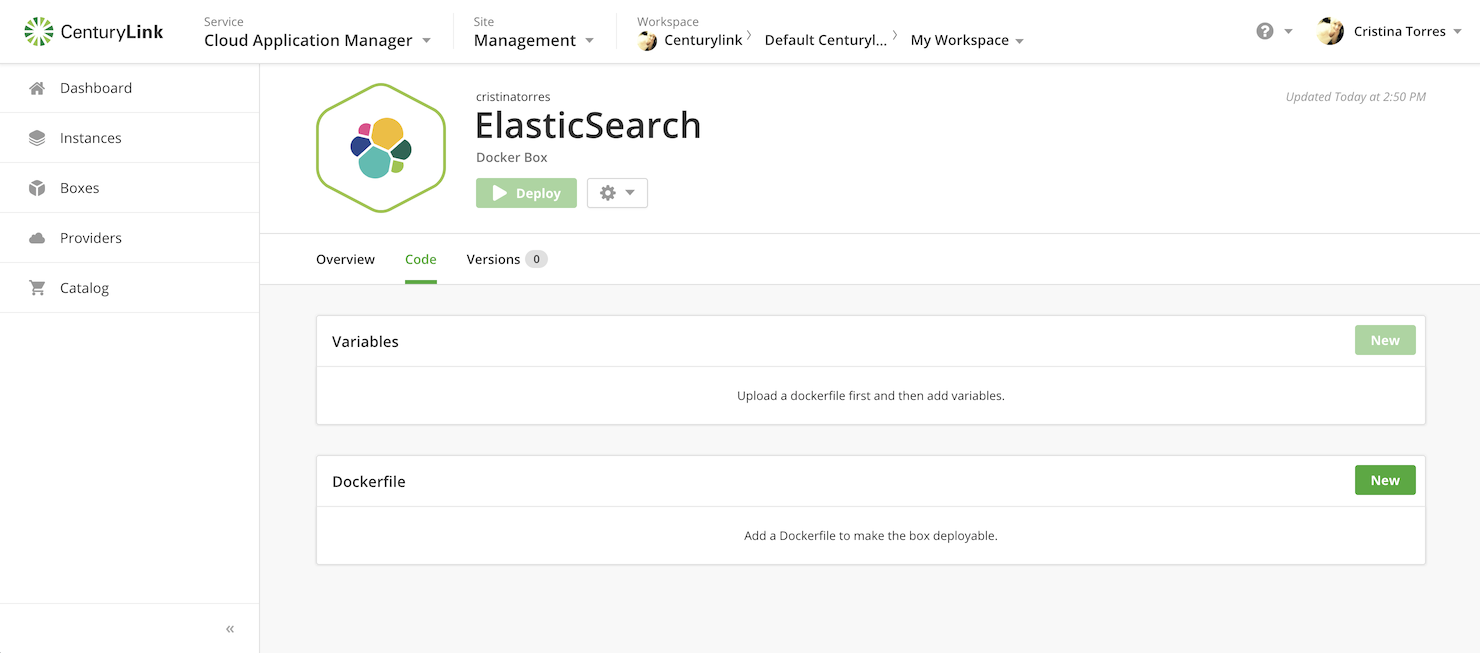 CenturyLink
Service
Cloud Application Manager
Site
Management
Workspace
Centurylink
Default Centuryl...
My Workspace
?
Cristina Torres
Dashboard
Instances
Boxes
Providers
Catalog
«
cristinatorres
Updated Today at 2:50 PM
ElasticSearch
Docker Box
Deploy
Overview
Code
Versions 0
Variables
New
Upload a dockerfile first and then add variables.
Dockerfile
New
Add a Dockerfile to make the box deployable.